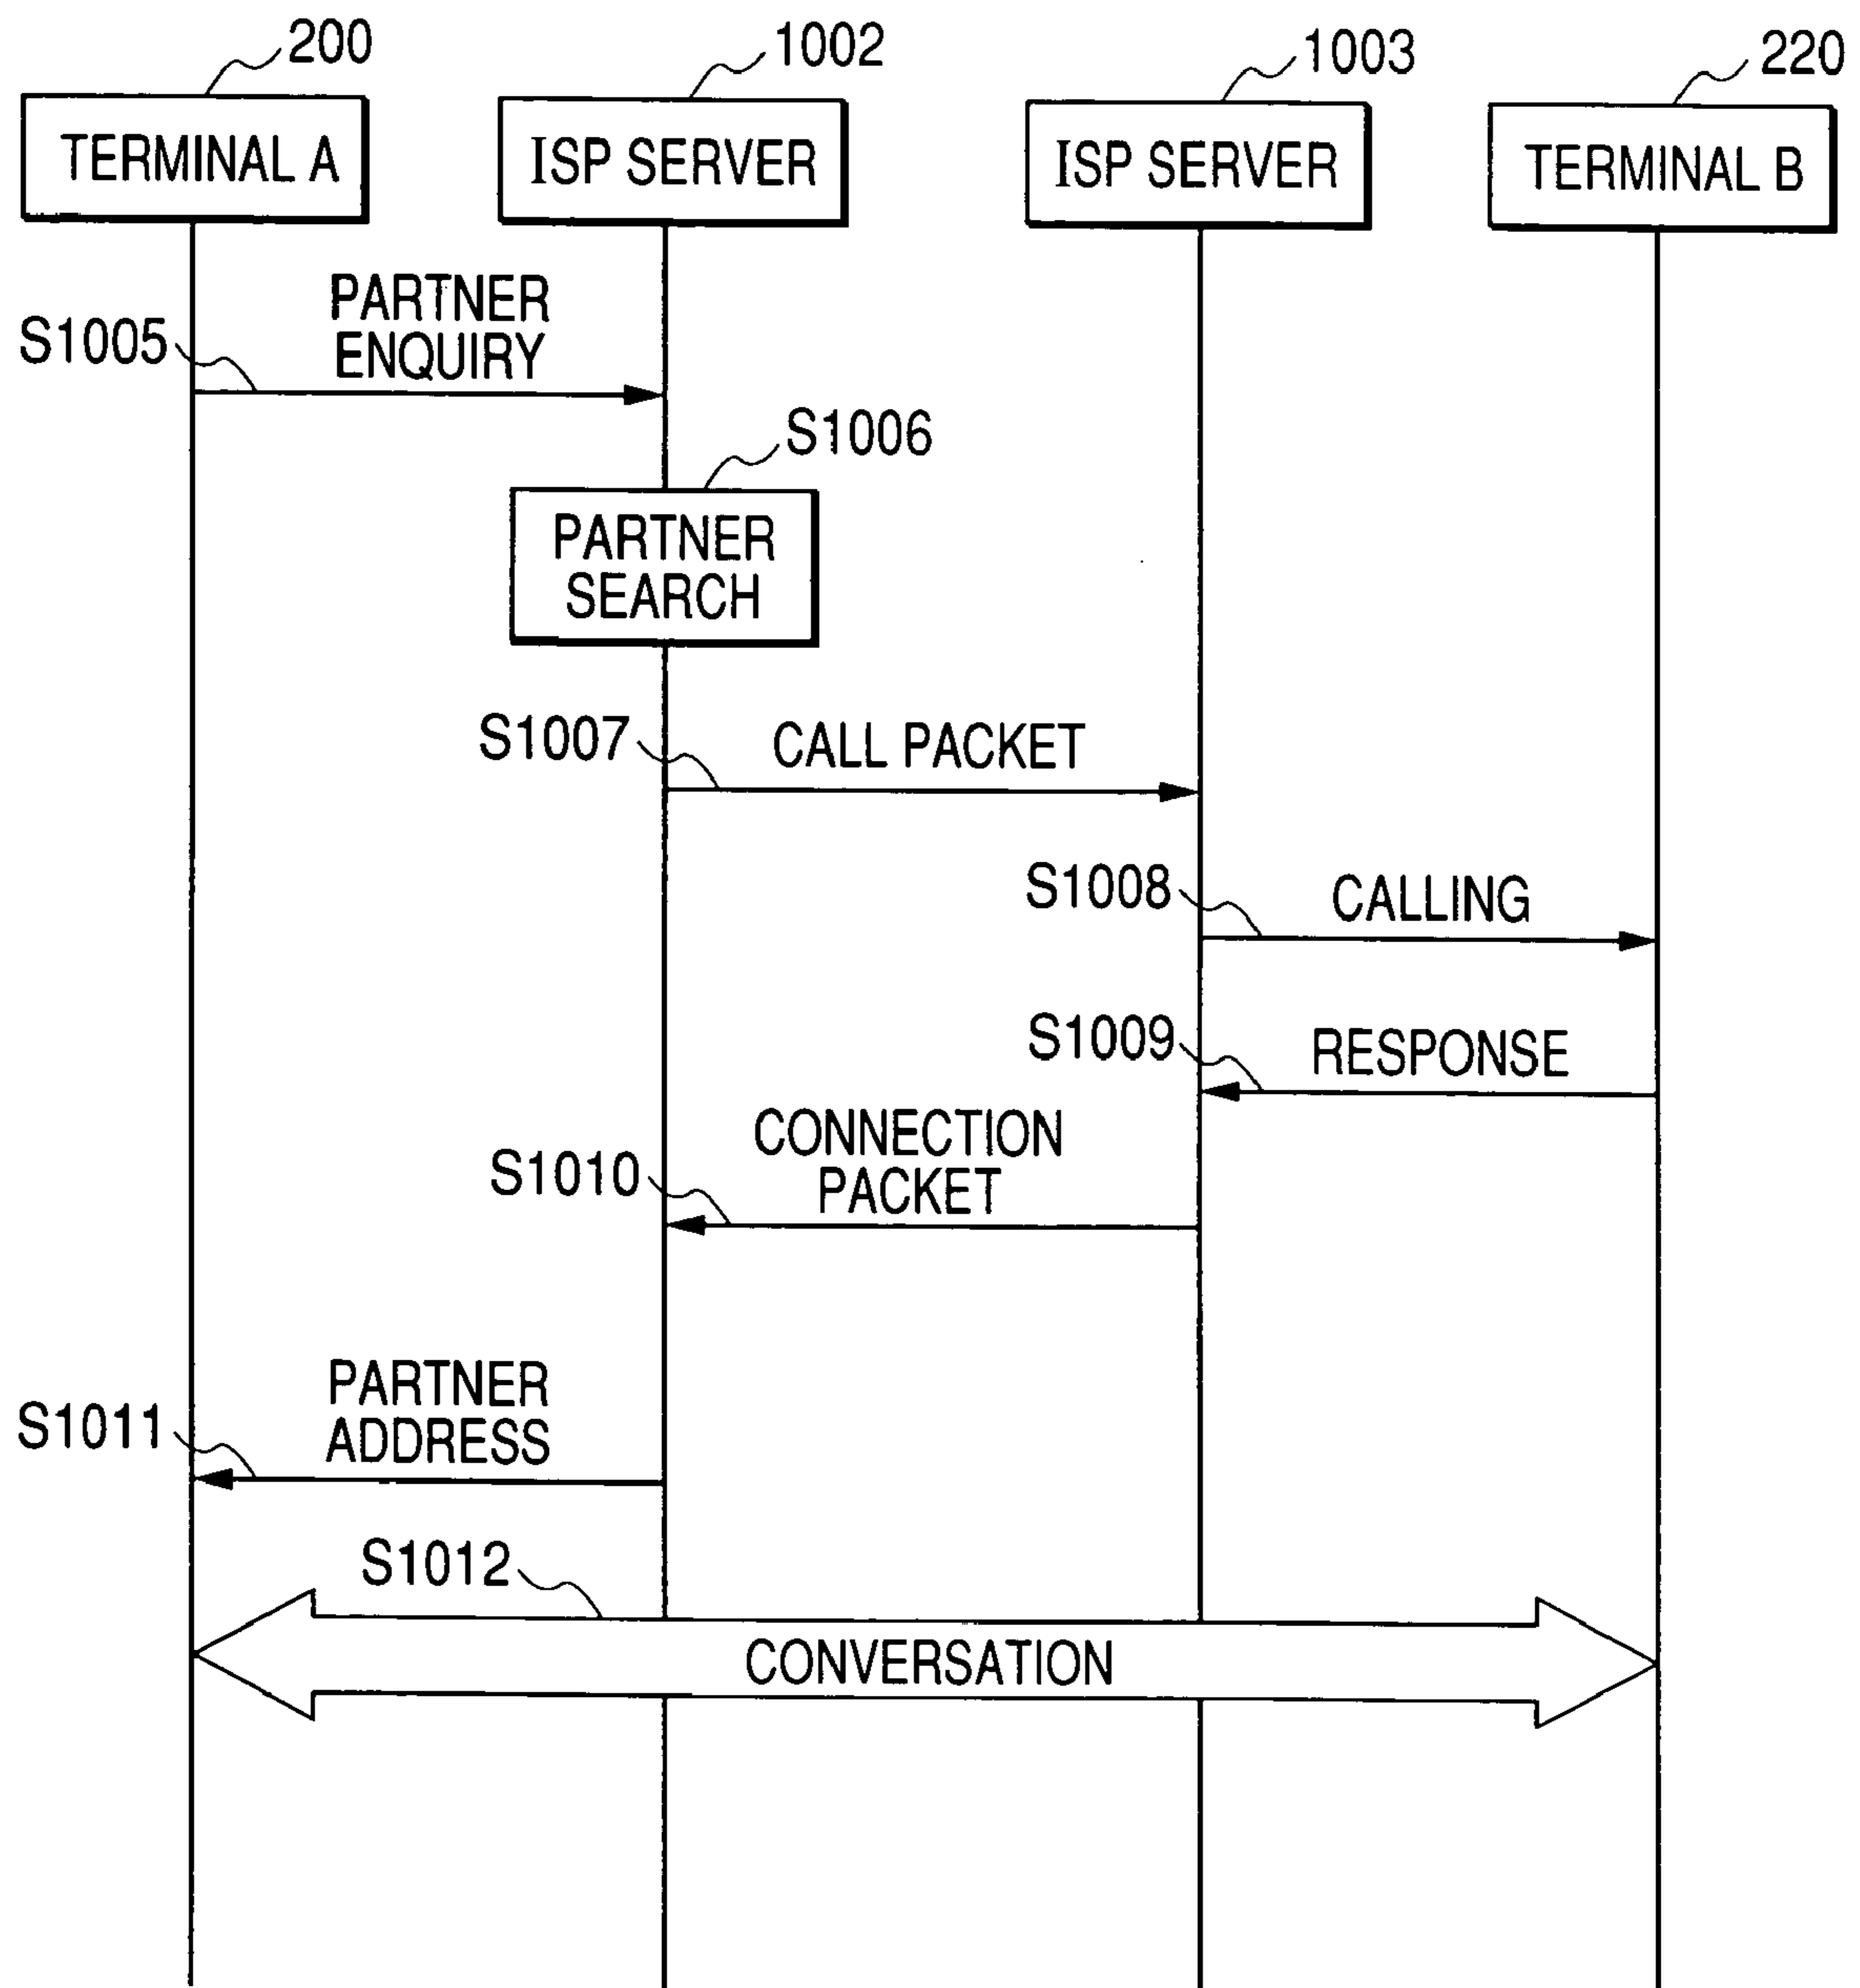 200
1002
1003
220
TERMINAL A
ISP SERVER
ISP SERVER
TERMINAL B
PARTNER
ENQUIRY
S1005
S1006
PARTNER
SEARCH
S1007
CALL PACKET
S1008
CALLING
S1009
RESPONSE
CONNECTION
PACKET
S1010
PARTNER
ADDRESS
S1011
S1012
CONVERSATION